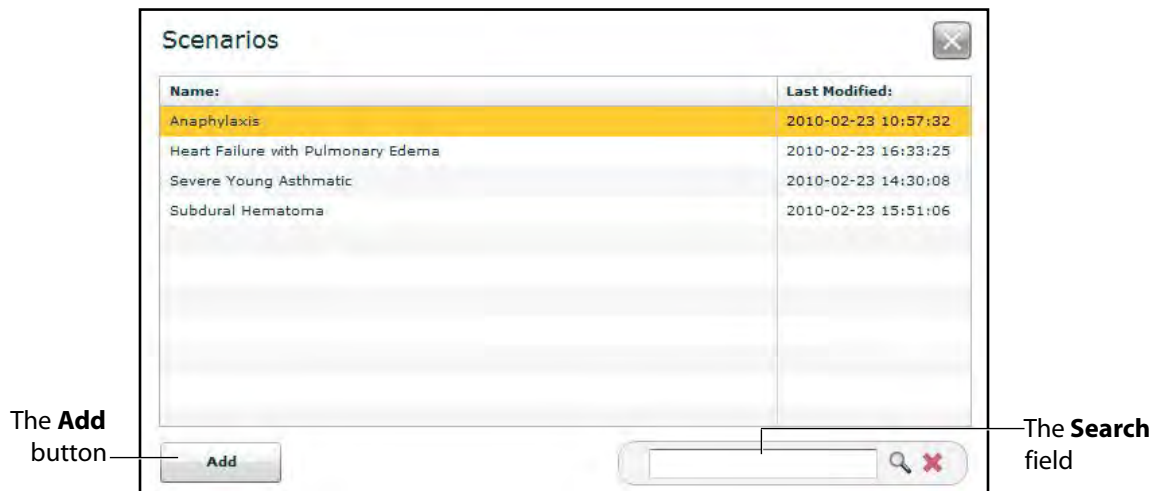 Scenarios
Name: Last Modified:
Anaphylaxis 2010-02-23 10:57:32
Heart Failure with Pulmonary Edema 2010-02-23 16:33:25
Severe Young Asthmatic 2010-02-23 14:30:08
Subdural Hematoma 2010-02-23 15:51:06
The Add
button
Add
The Search
field